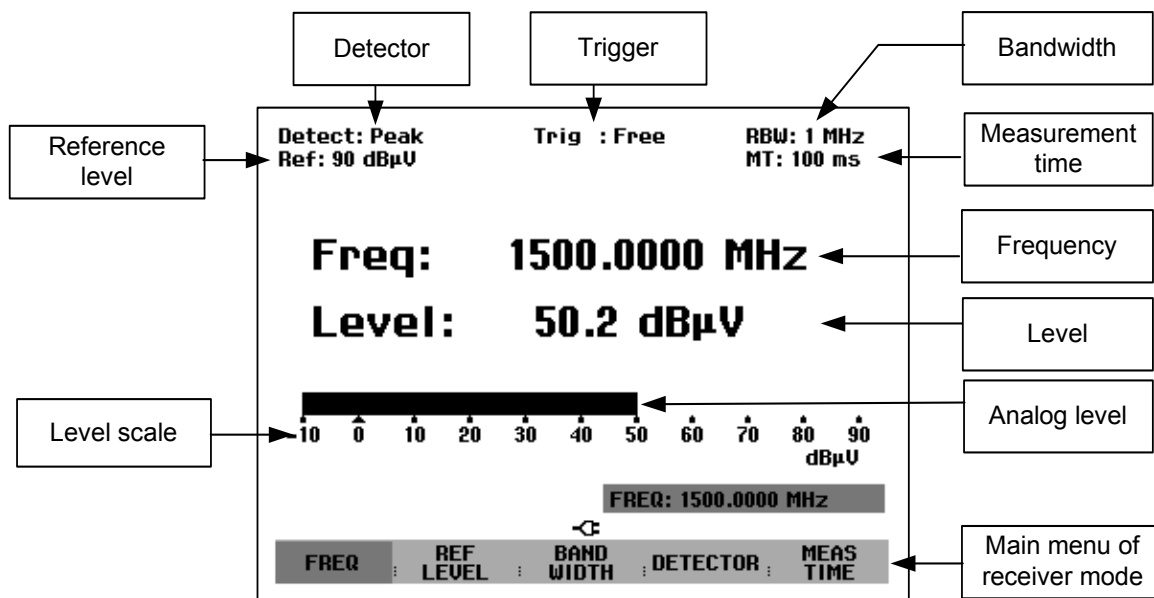 Detector
Trigger
Bandwidth
Reference
level
Detect: Peak
Ref: 90 dBµV
Trig : Free
RBW: 1 MHz
MT: 100 ms
Measurement
time
Freq: 1500.0000 MHz
Frequency
Level: 50.2 dBµV
Level
Analog level
Level scale
-10 0 10 20 30 40 50 60 70 80 90
dBµV
FREQ: 1500.0000 MHz
FREQ
REF
LEVEL
BAND
WIDTH
DETECTOR
MEAS
TIME
Main menu of
receiver mode